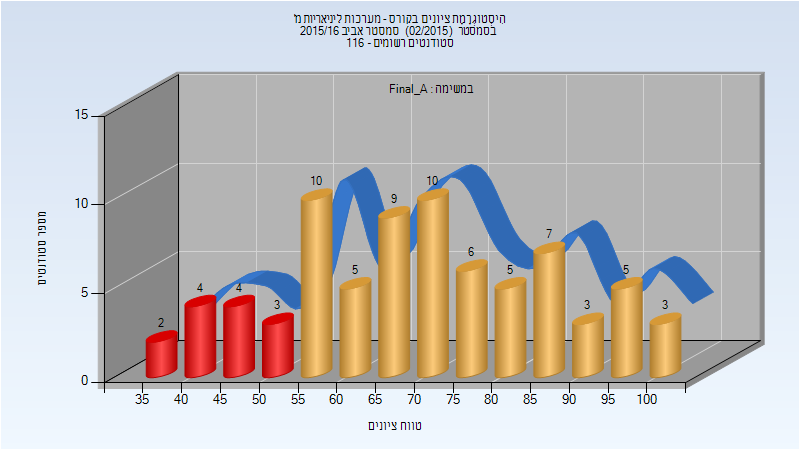 היסטוגרמת ציונים בקורס - מערכות ליניאריות מ'
בסמסטר (02/2015) סמסטר אביב 2015/16
סטודנטים רשומים - 116
במשימה : Final_A
מספר סטודנטים
15
10
5
0
2
4
4
3
10
5
9
10
6
5
7
3
5
3
35 40 45 50 55 60 65 70 75 80 85 90 95 100
טווח ציונים